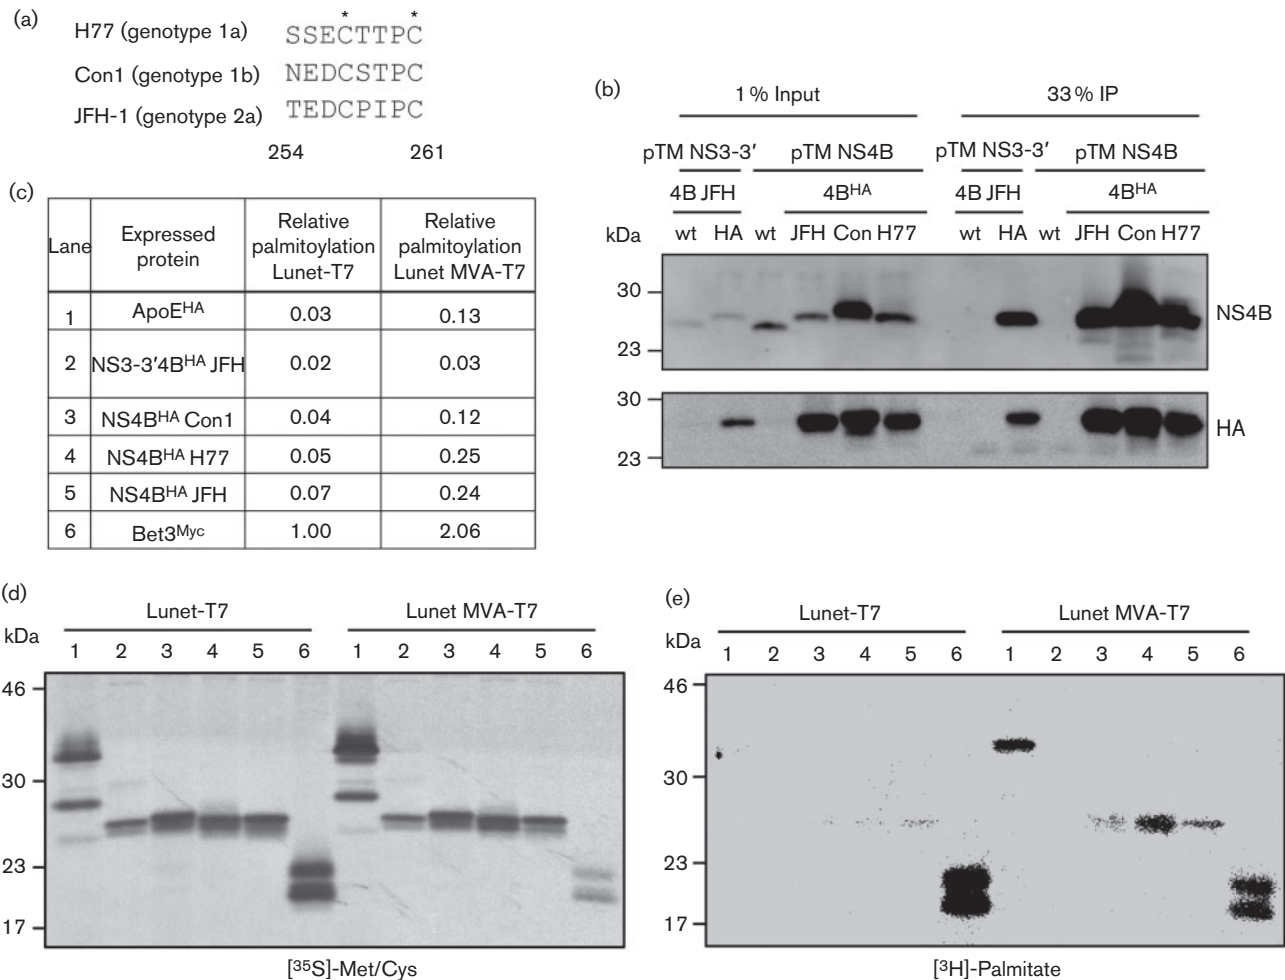 (a)
* *
H77 (genotype 1a) SSECTTPC
Con1 (genotype 1b) NEDCSTPC
JFH-1 (genotype 2a) TEDCPIPC
254 261
(b)
1 % Input 33 % IP
pTM NS3-3′ pTM NS4B pTM NS3-3′ pTM NS4B
4B JFH 4BHA 4B JFH 4BHA
kDa wt HA wt JFH Con H77 wt HA wt JFH Con H77
30
NS4B
23
30
HA
23
(c)
Lane Expressed protein Relative palmitoylation Lunet-T7 Relative palmitoylation Lunet MVA-T7
1 ApoEHA 0.03 0.13
2 NS3-3′4BHA JFH 0.02 0.03
3 NS4BHA Con1 0.04 0.12
4 NS4BHA H77 0.05 0.25
5 NS4BHA JFH 0.07 0.24
6 Bet3Myc 1.00 2.06
(d)
Lunet-T7 Lunet MVA-T7
kDa
1 2 3 4 5 6 1 2 3 4 5 6
46
30
23
17
[35S]-Met/Cys
(e)
Lunet-T7 Lunet MVA-T7
kDa
1 2 3 4 5 6 1 2 3 4 5 6
46
30
23
17
[3H]-Palmitate